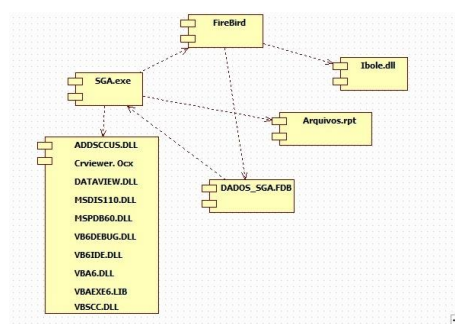 FireBird
Ibole.dll
SGA.exe
Arquivos.rpt
ADDSCCUS.DLL
Crviewer. Ocx
DATAVIEW.DLL
MSDIS110.DLL
MSPDB60.DLL
VB6DEBUG.DLL
VB6IDE.DLL
VBA6.DLL
VBAEXE6.LIB
VBSCC.DLL
DADOS_SGA.FDB